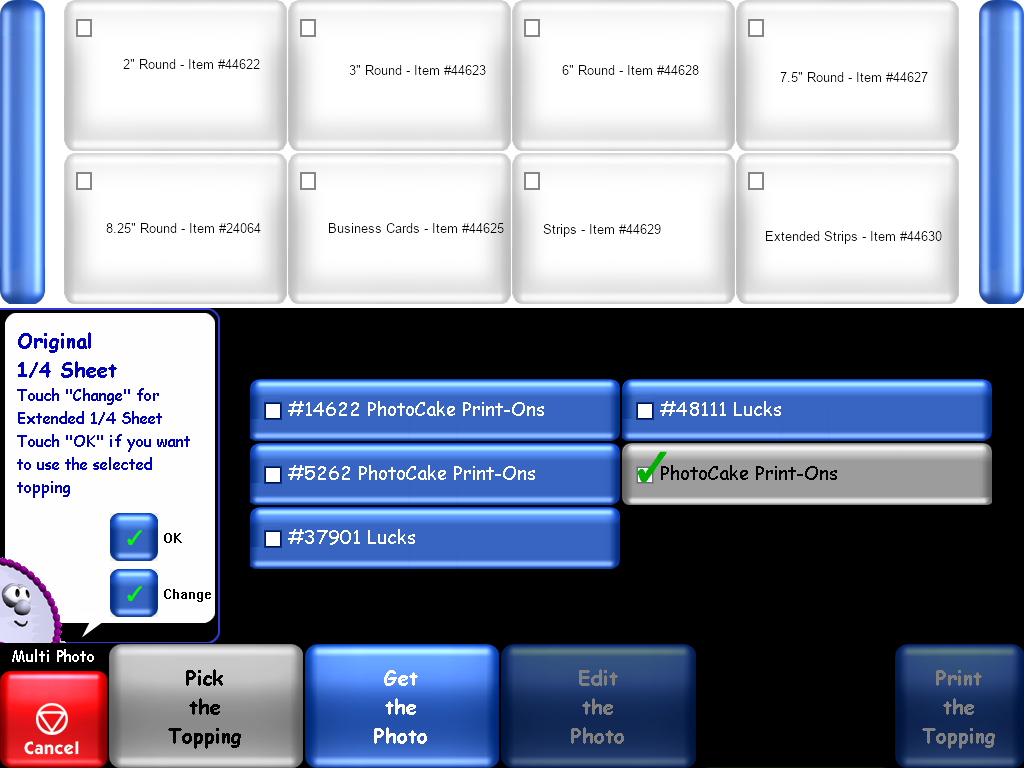 2" Round - Item #44622
3" Round - Item #44623
6" Round - Item #44628
7.5" Round - Item #44627
8.25" Round - Item #24064
Business Cards - Item #44625
Strips - Item #44629
Extended Strips - Item #44630
Original
1/4 Sheet
Touch "Change" for
Extended 1/4 Sheet
Touch "OK" if you want
to use the selected
topping
OK
Change
#14622 PhotoCake Print-Ons
#48111 Lucks
#5262 PhotoCake Print-Ons
PhotoCake Print-Ons
#37901 Lucks
Multi Photo
Cancel
Pick
the
Topping
Get
the
Photo
Edit
the
Photo
Print
the
Topping